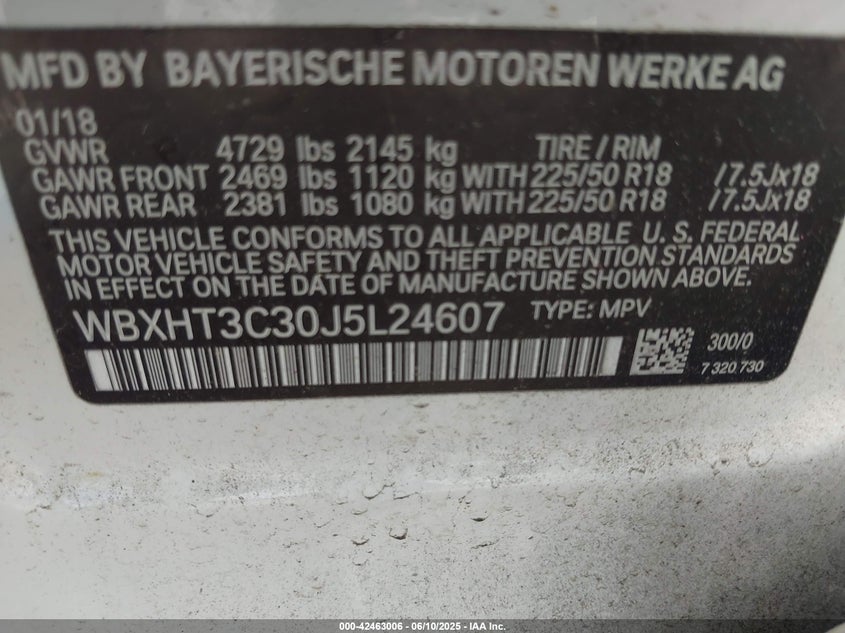 MFD BY BAYERISCHE MOTOREN WERKE AG
01/18
GVWR 4729 lbs 2145 kg TIRE / RIM
GAWR FRONT 2469 lbs 1120 kg WITH 225/50 R18 / 7.5Jx18
GAWR REAR 2381 lbs 1080 kg WITH 225/50 R18 / 7.5Jx18
THIS VEHICLE CONFORMS TO ALL APPLICABLE U. S. FEDERAL
MOTOR VEHICLE SAFETY AND THEFT PREVENTION STANDARDS
IN EFFECT ON THE DATE OF MANUFACTURE SHOWN ABOVE.
WBXHT3C30J5L24607 TYPE: MPV
300/0
7 320 730
000-42463006 - 06/10/2025 - IAA Inc.